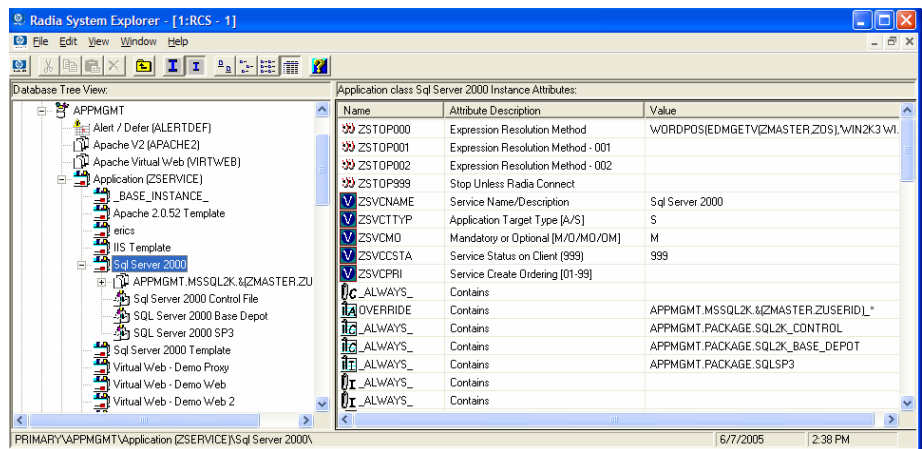 Radia System Explorer - [1:RCS - 1]
File Edit View Window Help
Database Tree View:
Application class Sql Server 2000 Instance Attributes:
APPMGMT
Alert / Defer (ALERTDEF)
Apache V2 (APACHE2)
Apache Virtual Web (VIRTWEB)
Application (ZSERVICE)
_BASE_INSTANCE_
Apache 2.0.52 Template
erics
IIS Template
Sql Server 2000
APPMGMT.MSSQL2K.&(ZMASTER.ZU
Sql Server 2000 Control File
SQL Server 2000 Base Depot
SQL Server 2000 SP3
Sql Server 2000 Template
Virtual Web - Demo Proxy
Virtual Web - Demo Web
Virtual Web - Demo Web 2
Name Attribute Description Value
ZSTOP000 Expression Resolution Method WORDPOS(EDMGETV(ZMASTER,ZOS),'WIN2K3 WI.
ZSTOP001 Expression Resolution Method - 001
ZSTOP002 Expression Resolution Method - 002
ZSTOP999 Stop Unless Radia Connect
V ZSVCNAME Service Name/Description Sql Server 2000
V ZSVCTTYP Application Target Type [A/S] S
V ZSVCMO Mandatory or Optional [M/O/MO/OM] M
V ZSVCCSTA Service Status on Client (999) 999
V ZSVCPRI Service Create Ordering [01-99]
C _ALWAYS_ Contains
A OVERRIDE Contains APPMGMT.MSSQL2K.&(ZMASTER.ZUSERID)_*
C _ALWAYS_ Contains APPMGMT.PACKAGE.SQL2K_CONTROL
C _ALWAYS_ Contains APPMGMT.PACKAGE.SQL2K_BASE_DEPOT
I _ALWAYS_ Contains APPMGMT.PACKAGE.SQLSP3
I _ALWAYS_ Contains
I _ALWAYS_ Contains
PRIMARY\APPMGMT\Application (ZSERVICE)\Sql Server 2000\ 6/7/2005 2:38 PM